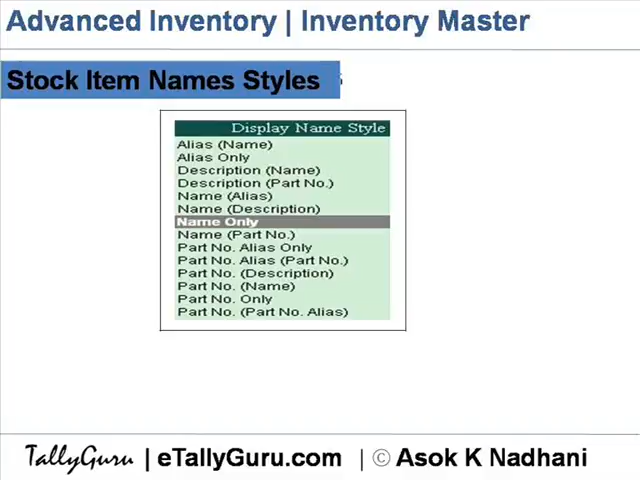 Advanced Inventory | Inventory Master
Stock Item Names Styles
Display Name Style
Alias (Name)
Alias Only
Description (Name)
Description (Part No.)
Name (Alias)
Name (Description)
Name Only
Name (Part No.)
Part No. Alias Only
Part No. Alias (Part No.)
Part No. (Description)
Part No. (Name)
Part No. Only
Part No. (Part No. Alias)
TallyGuru | eTallyGuru.com | © Asok K Nadhani